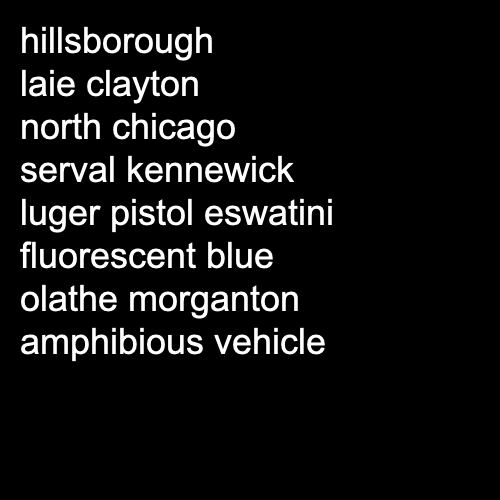 hillsborough
laie clayton
north chicago
serval kennewick
luger pistol eswatini
fluorescent blue
olathe morganton
amphibious vehicle